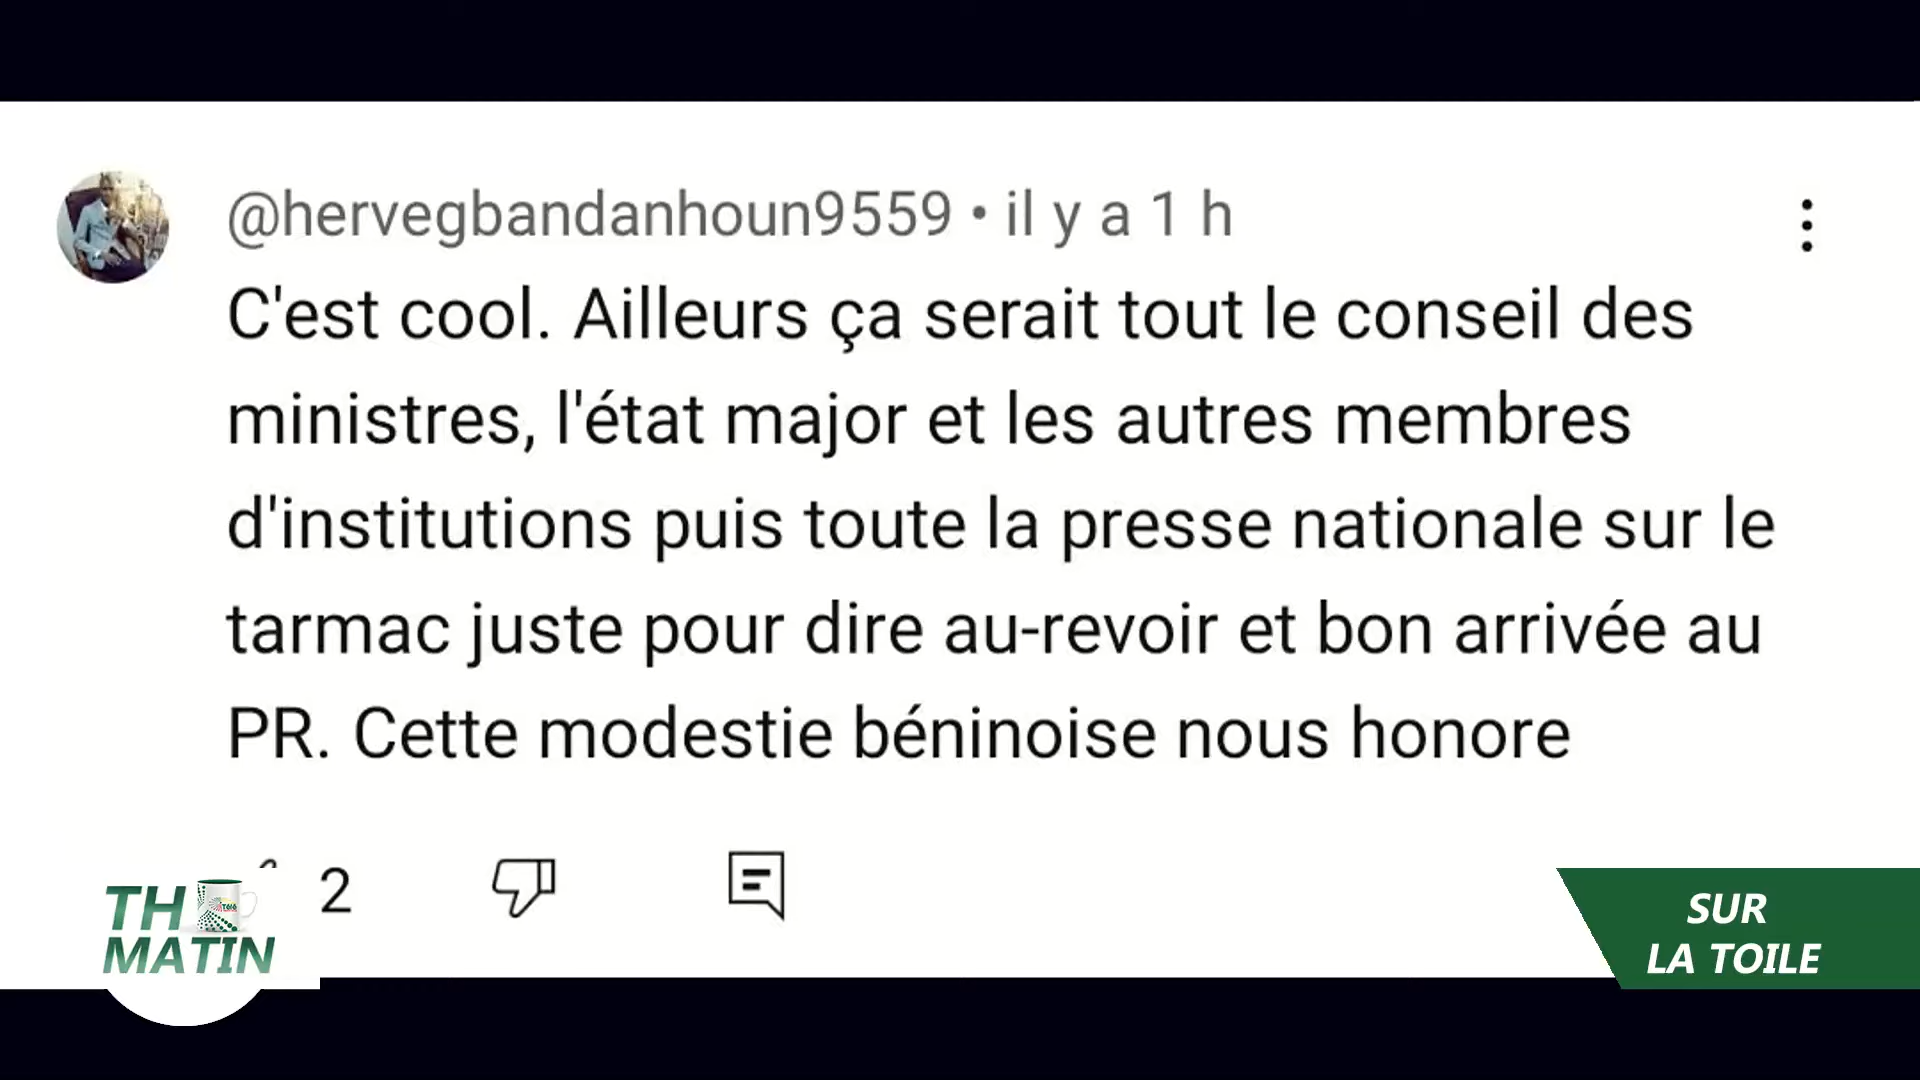 @hervegbandanhoun9559 • il y a 1 h
C'est cool. Ailleurs ça serait tout le conseil des
ministres, l'état major et les autres membres
d'institutions puis toute la presse nationale sur le
tarmac juste pour dire au-revoir et bon arrivée au
PR. Cette modestie béninoise nous honore
2
TH
MATIN
SUR
LA TOILE